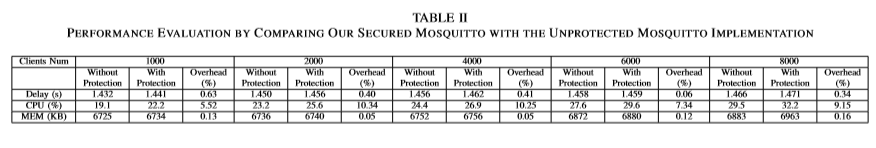 TABLE II
PERFORMANCE EVALUATION BY COMPARING OUR SECURED MOSQUITTO WITH THE UNPROTECTED MOSQUITTO IMPLEMENTATION
Clients Num 1000 2000 4000 6000 8000
Without Protection With Protection Overhead (%) Without Protection With Protection Overhead (%) Without Protection With Protection Overhead (%) Without Protection With Protection Overhead (%) Without Protection With Protection Overhead (%)
Delay (s) 1.432 1.441 0.63 1.450 1.456 0.40 1.456 1.462 0.41 1.458 1.459 0.06 1.466 1.471 0.34
CPU (%) 19.1 22.2 5.52 23.2 25.6 10.34 24.4 26.9 10.25 27.6 29.6 7.34 29.5 32.2 9.15
MEM (KB) 6725 6734 0.13 6736 6740 0.05 6752 6756 0.05 6872 6880 0.12 6883 6963 0.16